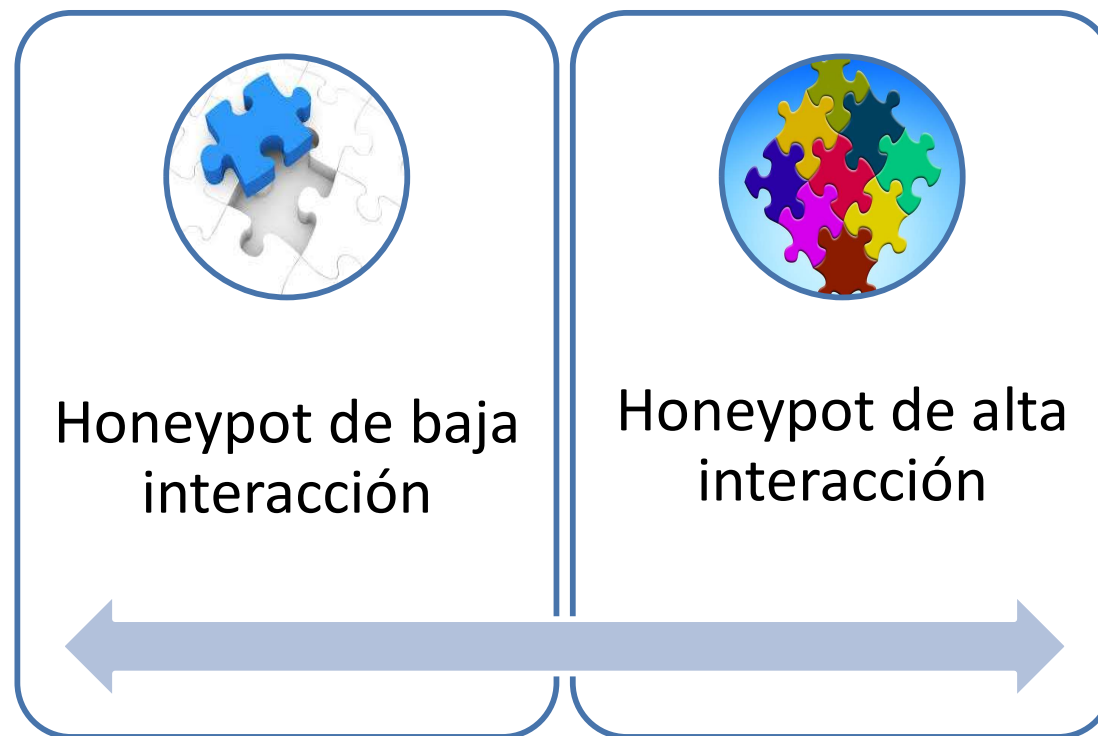 Honeypot de baja
interacción
Honeypot de alta
interacción